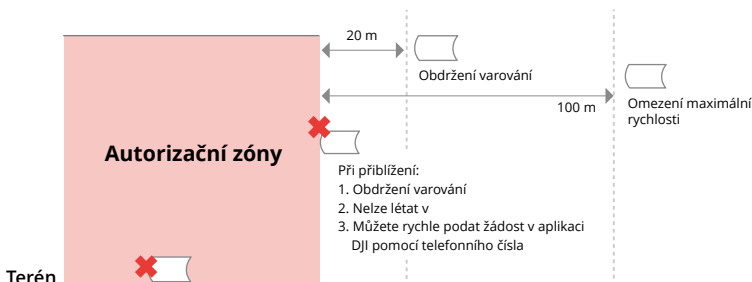 20 m
Obdržení varování
100 m
Omezení maximální
rychlosti
Autorizační zóny
Při přiblížení:
1. Obdržení varování
2. Nelze létat v
3. Můžete rychle podat žádost v aplikaci
DJI pomocí telefonního čísla
Terén